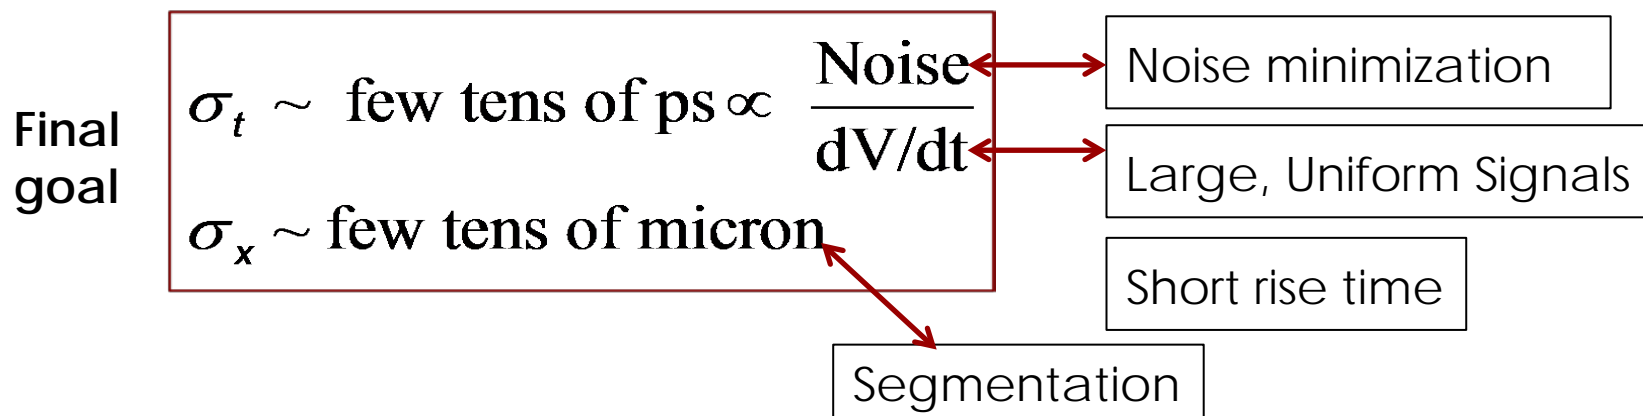 Final
goal
σt ~ few tens of ps ∝ Noise
dV/dt
σx ~ few tens of micron
Noise minimization
Large, Uniform Signals
Short rise time
Segmentation